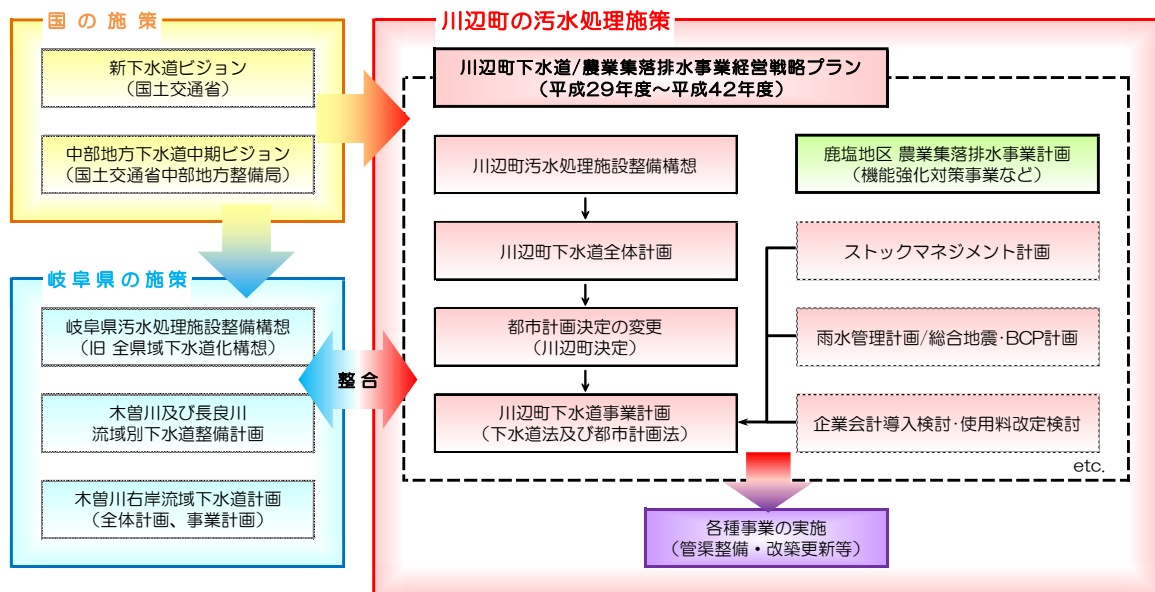 国の施策
新下水道ビジョン
（国土交通省）
中部地方下水道中期ビジョン
（国土交通省中部地方整備局）
岐阜県の施策
岐阜県汚水処理施設整備構想
（旧 全県域下水道化構想）
木曽川及び長良川
流域別下水道整備計画
木曽川右岸流域下水道計画
（全体計画、事業計画）
整合
川辺町の汚水処理施策
川辺町下水道/農業集落排水事業経営戦略プラン
（平成29年度～平成42年度）
川辺町汚水処理施設整備構想
川辺町下水道全体計画
都市計画決定の変更
（川辺町決定）
川辺町下水道事業計画
（下水道法及び都市計画法）
鹿塩地区 農業集落排水事業計画
（機能強化対策事業など）
ストックマネジメント計画
雨水管理計画/総合地震･BCP計画
企業会計導入検討･使用料改定検討
etc.
各種事業の実施
（管渠整備・改築更新等）